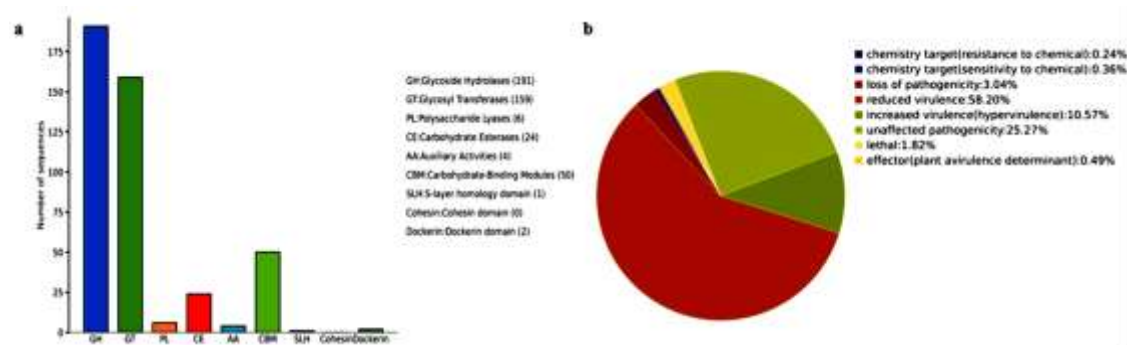 a
Number of sequences
175
150
125
100
75
50
25
0
GH GT PL CE AA CBM SLH CohesinDockerin
GH:Glycoside Hydrolases (191)
GT:Glycosyl Transferases (159)
PL:Polysaccharide Lyases (6)
CE:Carbohydrate Esterases (24)
AA:Auxiliary Activities (4)
CBM:Carbohydrate-Binding Modules (50)
SLH:S-layer homology domain (1)
Cohesin:Cohesin domain (0)
Dockerin:Dockerin domain (2)
b
chemistry target(resistance to chemical):0.24%
chemistry target(sensitivity to chemical):0.36%
loss of pathogenicity:3.04%
reduced virulence:58.20%
increased virulence(hypervirulence):10.57%
unaffected pathogenicity:25.27%
lethal:1.82%
effector(plant avirulence determinant):0.49%